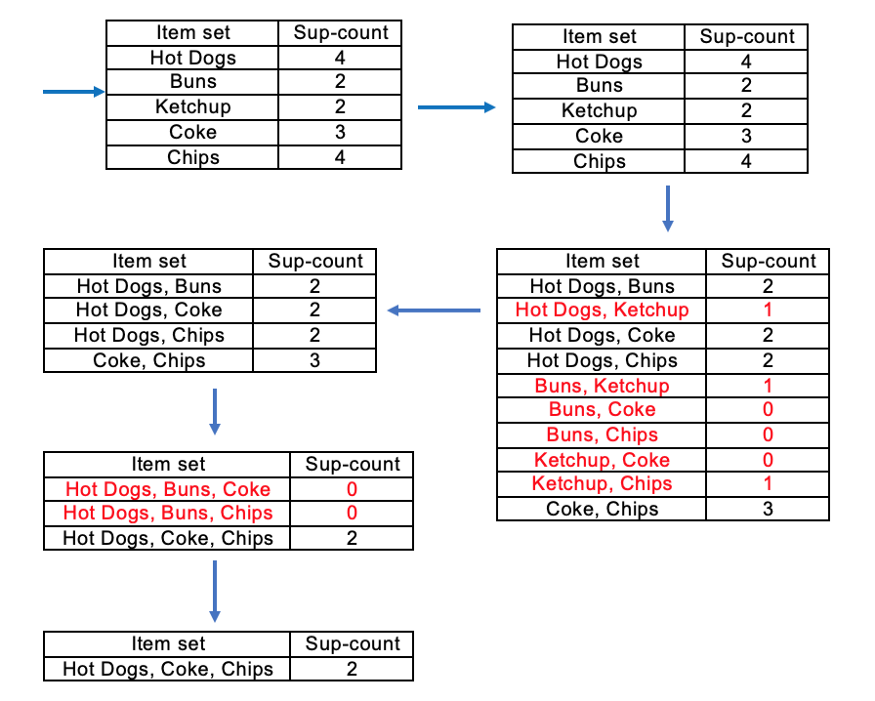 Item set Sup-count
Hot Dogs 4
Buns 2
Ketchup 2
Coke 3
Chips 4
Item set Sup-count
Hot Dogs 4
Buns 2
Ketchup 2
Coke 3
Chips 4
Item set Sup-count
Hot Dogs, Buns 2
Hot Dogs, Ketchup 1
Hot Dogs, Coke 2
Hot Dogs, Chips 2
Buns, Ketchup 1
Buns, Coke 0
Buns, Chips 0
Ketchup, Coke 0
Ketchup, Chips 1
Coke, Chips 3
Item set Sup-count
Hot Dogs, Buns 2
Hot Dogs, Coke 2
Hot Dogs, Chips 2
Coke, Chips 3
Item set Sup-count
Hot Dogs, Buns, Coke 0
Hot Dogs, Buns, Chips 0
Hot Dogs, Coke, Chips 2
Item set Sup-count
Hot Dogs, Coke, Chips 2